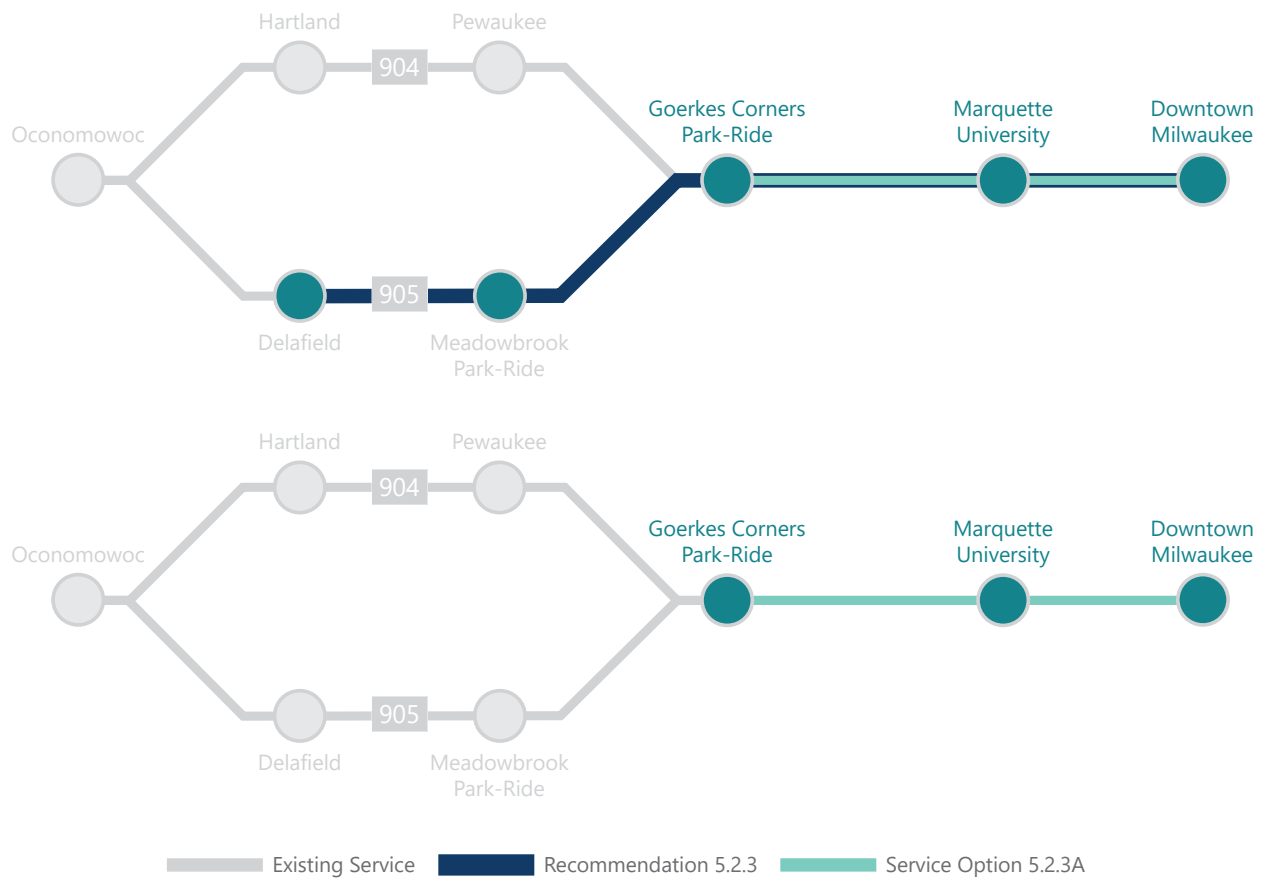 Hartland
Pewaukee
904
Oconomowoc
Goerkes Corners
Park-Ride
Marquette
University
Downtown
Milwaukee
905
Delafield
Meadowbrook
Park-Ride
Hartland
Pewaukee
904
Oconomowoc
Goerkes Corners
Park-Ride
Marquette
University
Downtown
Milwaukee
905
Delafield
Meadowbrook
Park-Ride
Existing Service
Recommendation 5.2.3
Service Option 5.2.3A